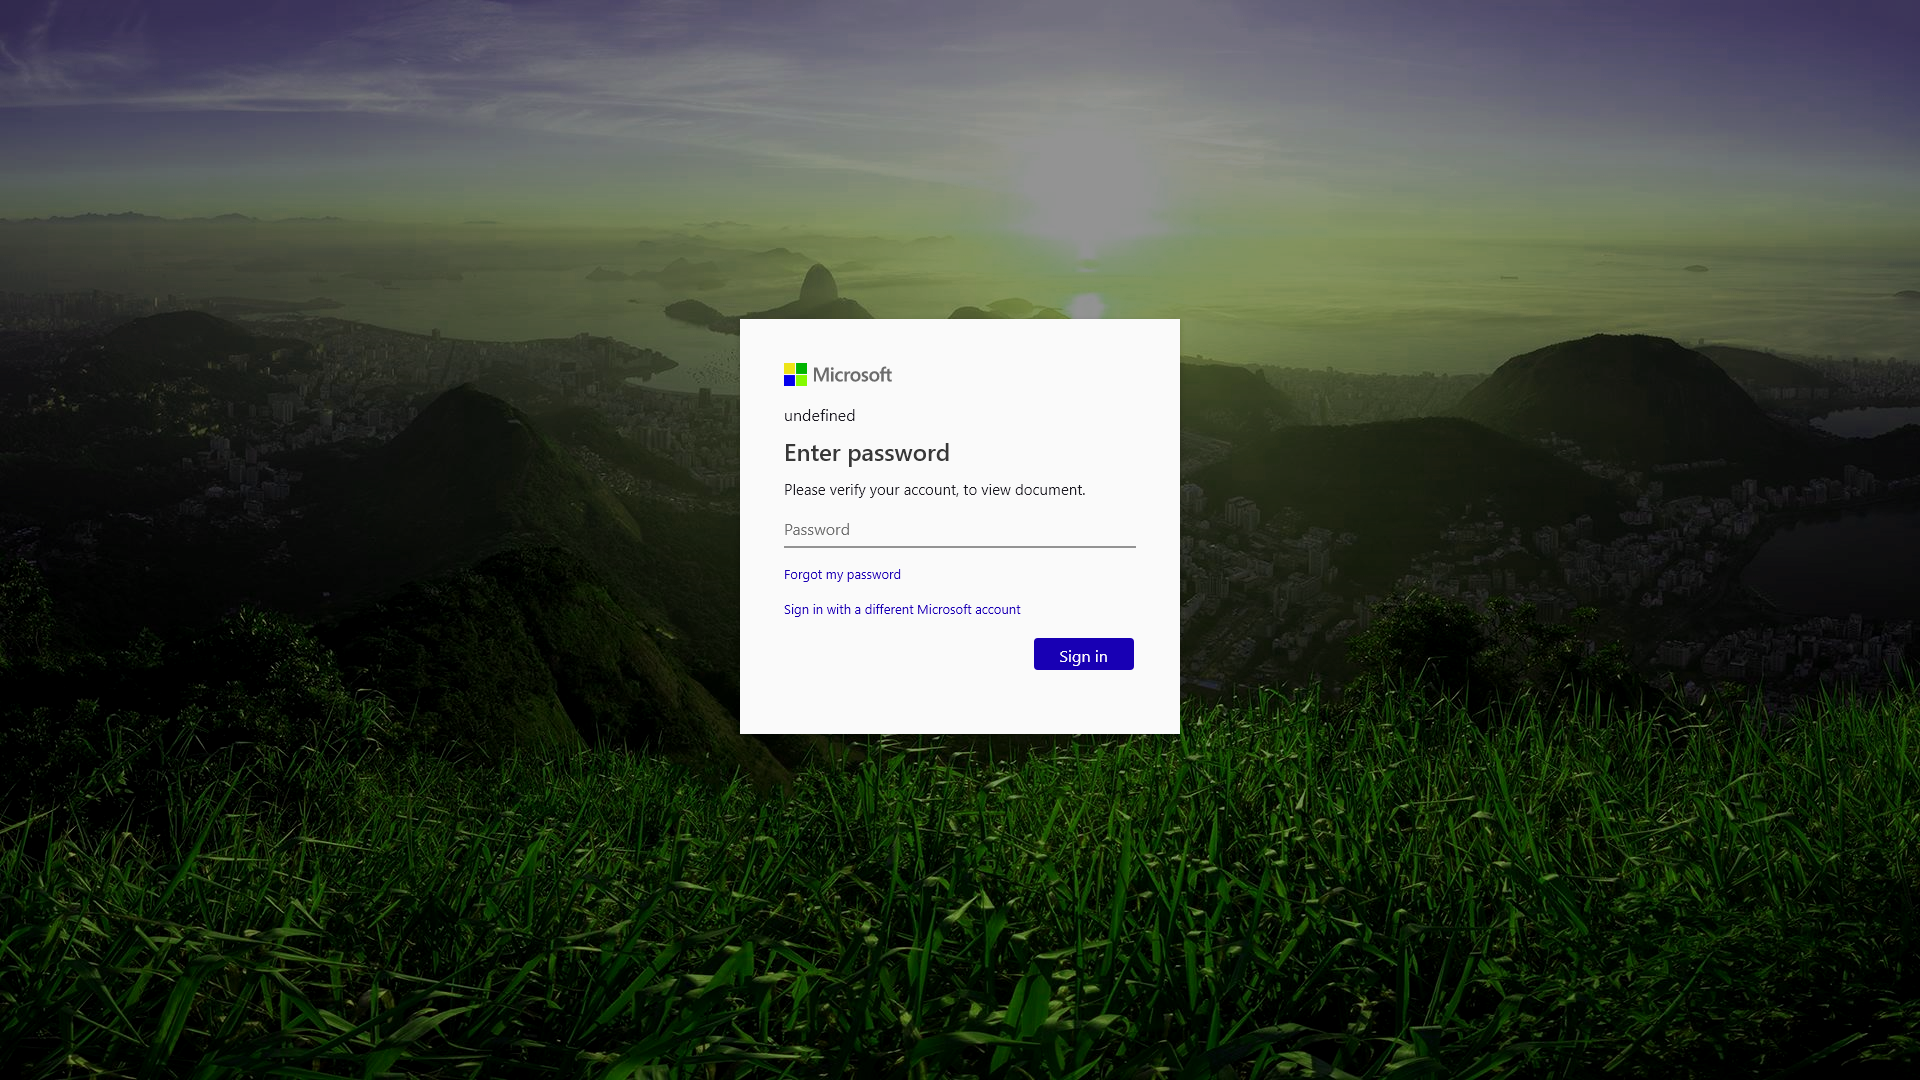 Microsoft
undefined
Enter password
Please verify your account, to view document.
Password
Forgot my password
Sign in with a different Microsoft account
Sign in